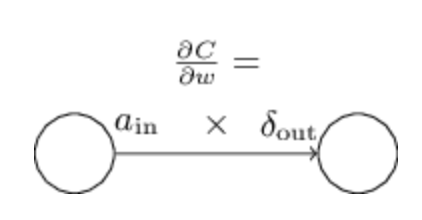 ∂C/∂w =
a_in × δ_out